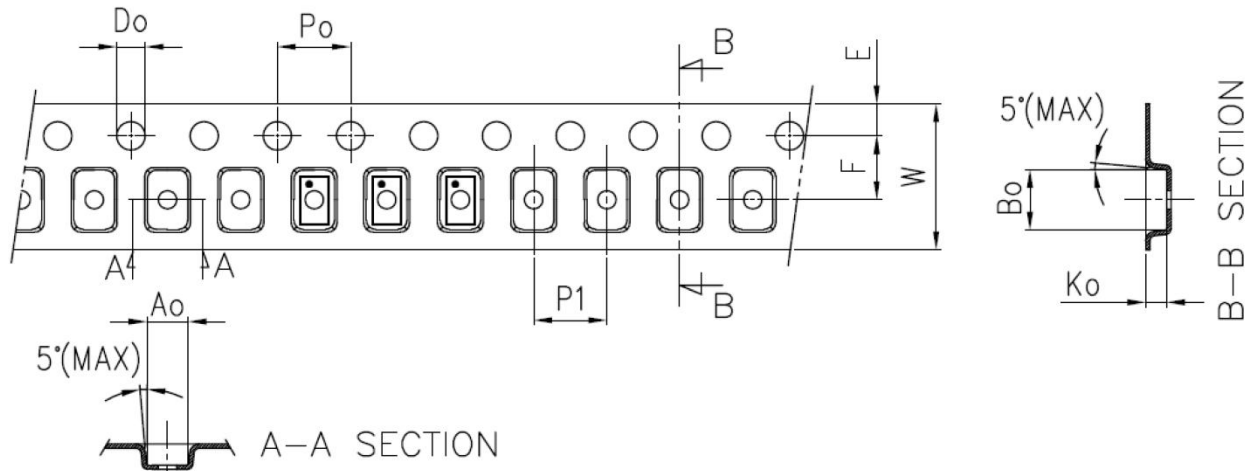 Do
Po
B
E
F
W
A
A
B
P1
Ao
5°(MAX)
A-A SECTION
5°(MAX)
Bo
Ko
B-B SECTION